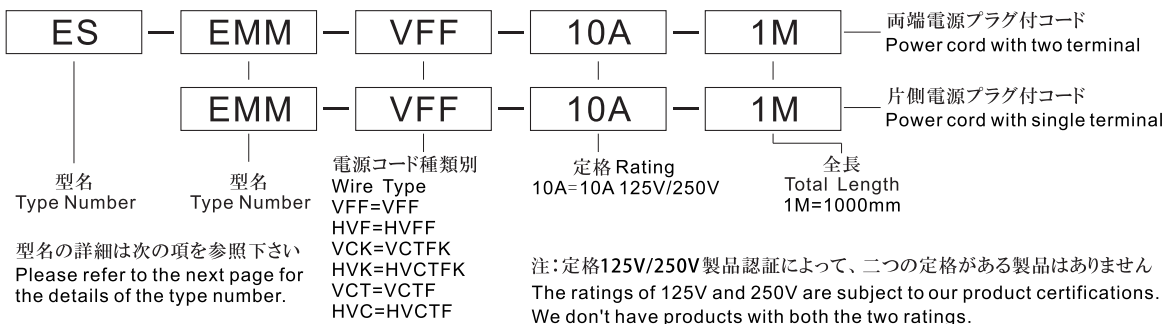 ES — EMM — VFF — 10A — 1M
両端電源プラグ付コード
Power cord with two terminal
EMM — VFF — 10A — 1M
片側電源プラグ付コード
Power cord with single terminal
型名
Type Number
型名
Type Number
電源コード種類別
Wire Type
VFF=VFF
HVF=HVFF
VCK=VCTFK
HVK=HVCTFK
VCT=VCTF
HVC=HVCTF
定格 Rating
10A=10A 125V/250V
全長
Total Length
1M=1000mm
型名の詳細は次の項を参照下さい
Please refer to the next page for
the details of the type number.
注：定格125V/250V製品認証によって、二つの定格がある製品はありません
The ratings of 125V and 250V are subject to our product certifications.
We don't have products with both the two ratings.